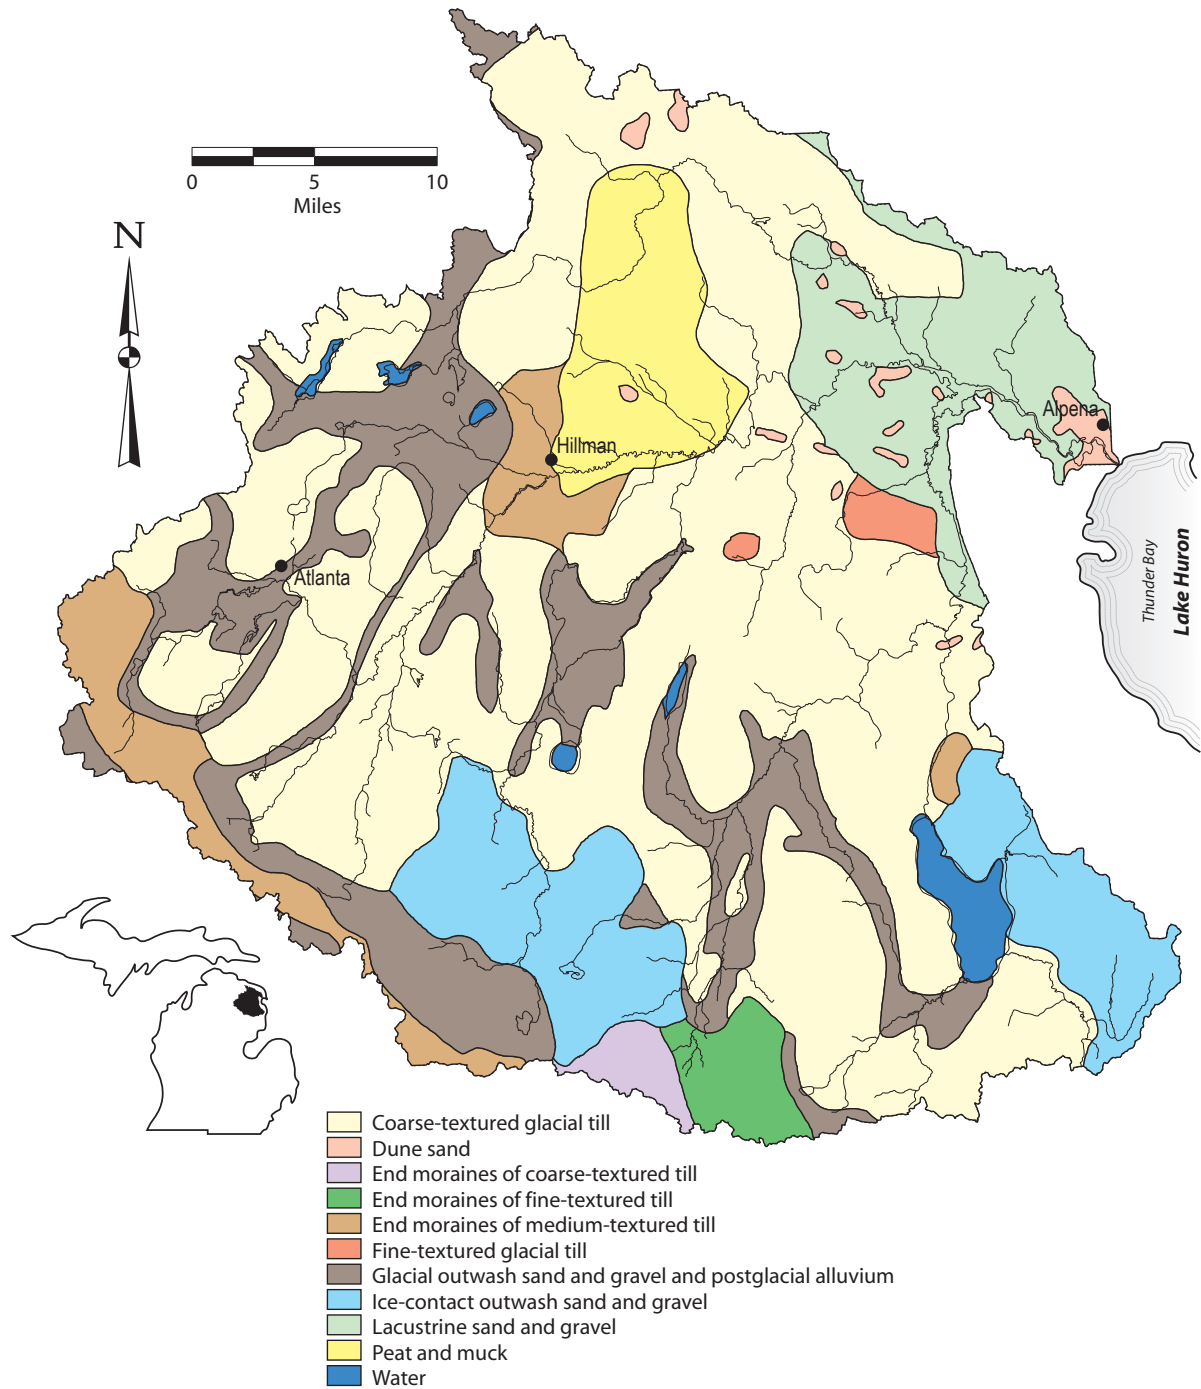 0 5 10
Miles
N
Alpena
Hillman
Atlanta
Thunder Bay
Lake Huron
Coarse-textured glacial till
Dune sand
End moraines of coarse-textured till
End moraines of fine-textured till
End moraines of medium-textured till
Fine-textured glacial till
Glacial outwash sand and gravel and postglacial alluvium
Ice-contact outwash sand and gravel
Lacustrine sand and gravel
Peat and muck
Water